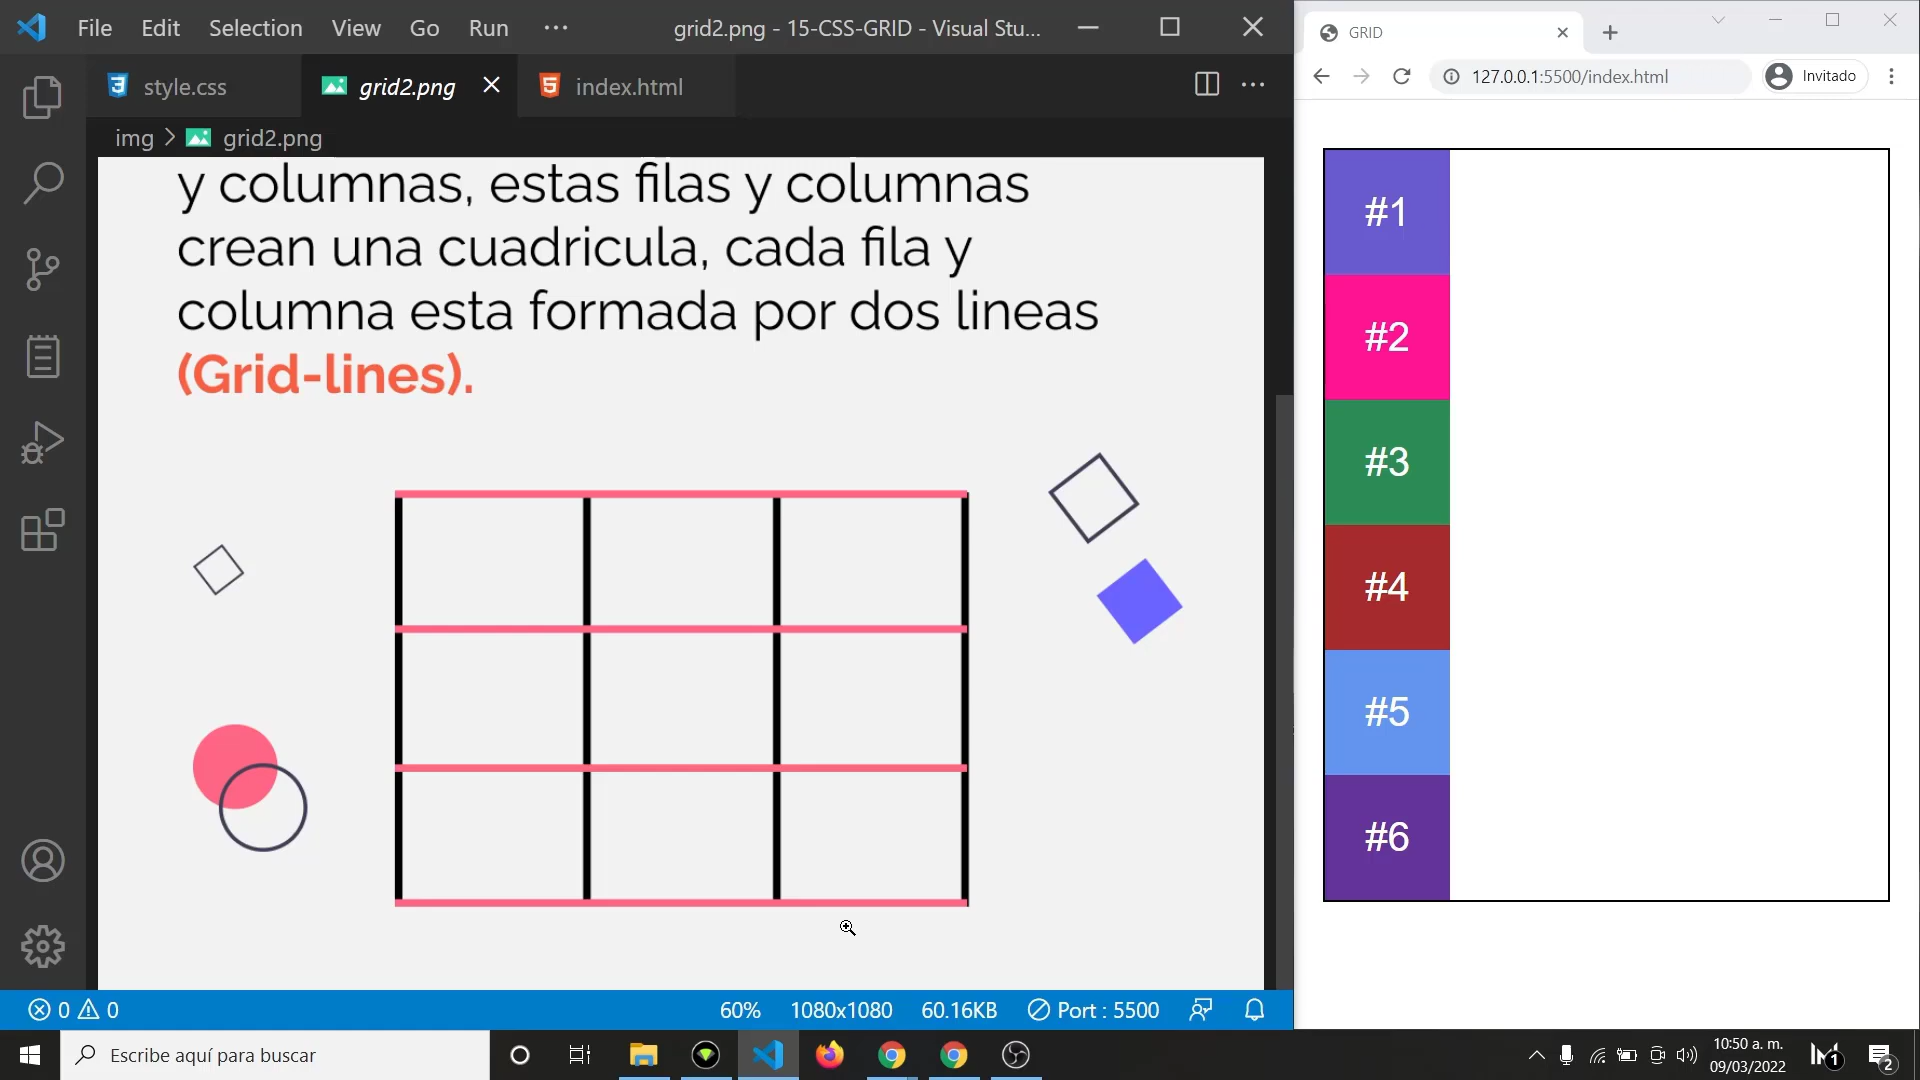 File Edit Selection View Go Run ···
grid2.png - 15-CSS-GRID - Visual Stu...
style.css
grid2.png
index.html
img > grid2.png
y columnas, estas filas y columnas
crean una cuadricula, cada fila y
columna esta formada por dos lineas
(Grid-lines).
0 0
60% 1080x1080 60.16KB Port : 5500
GRID
127.0.0.1:5500/index.html
Invitado
#1
#2
#3
#4
#5
#6
Escribe aquí para buscar
10:50 a. m.
09/03/2022
1
2